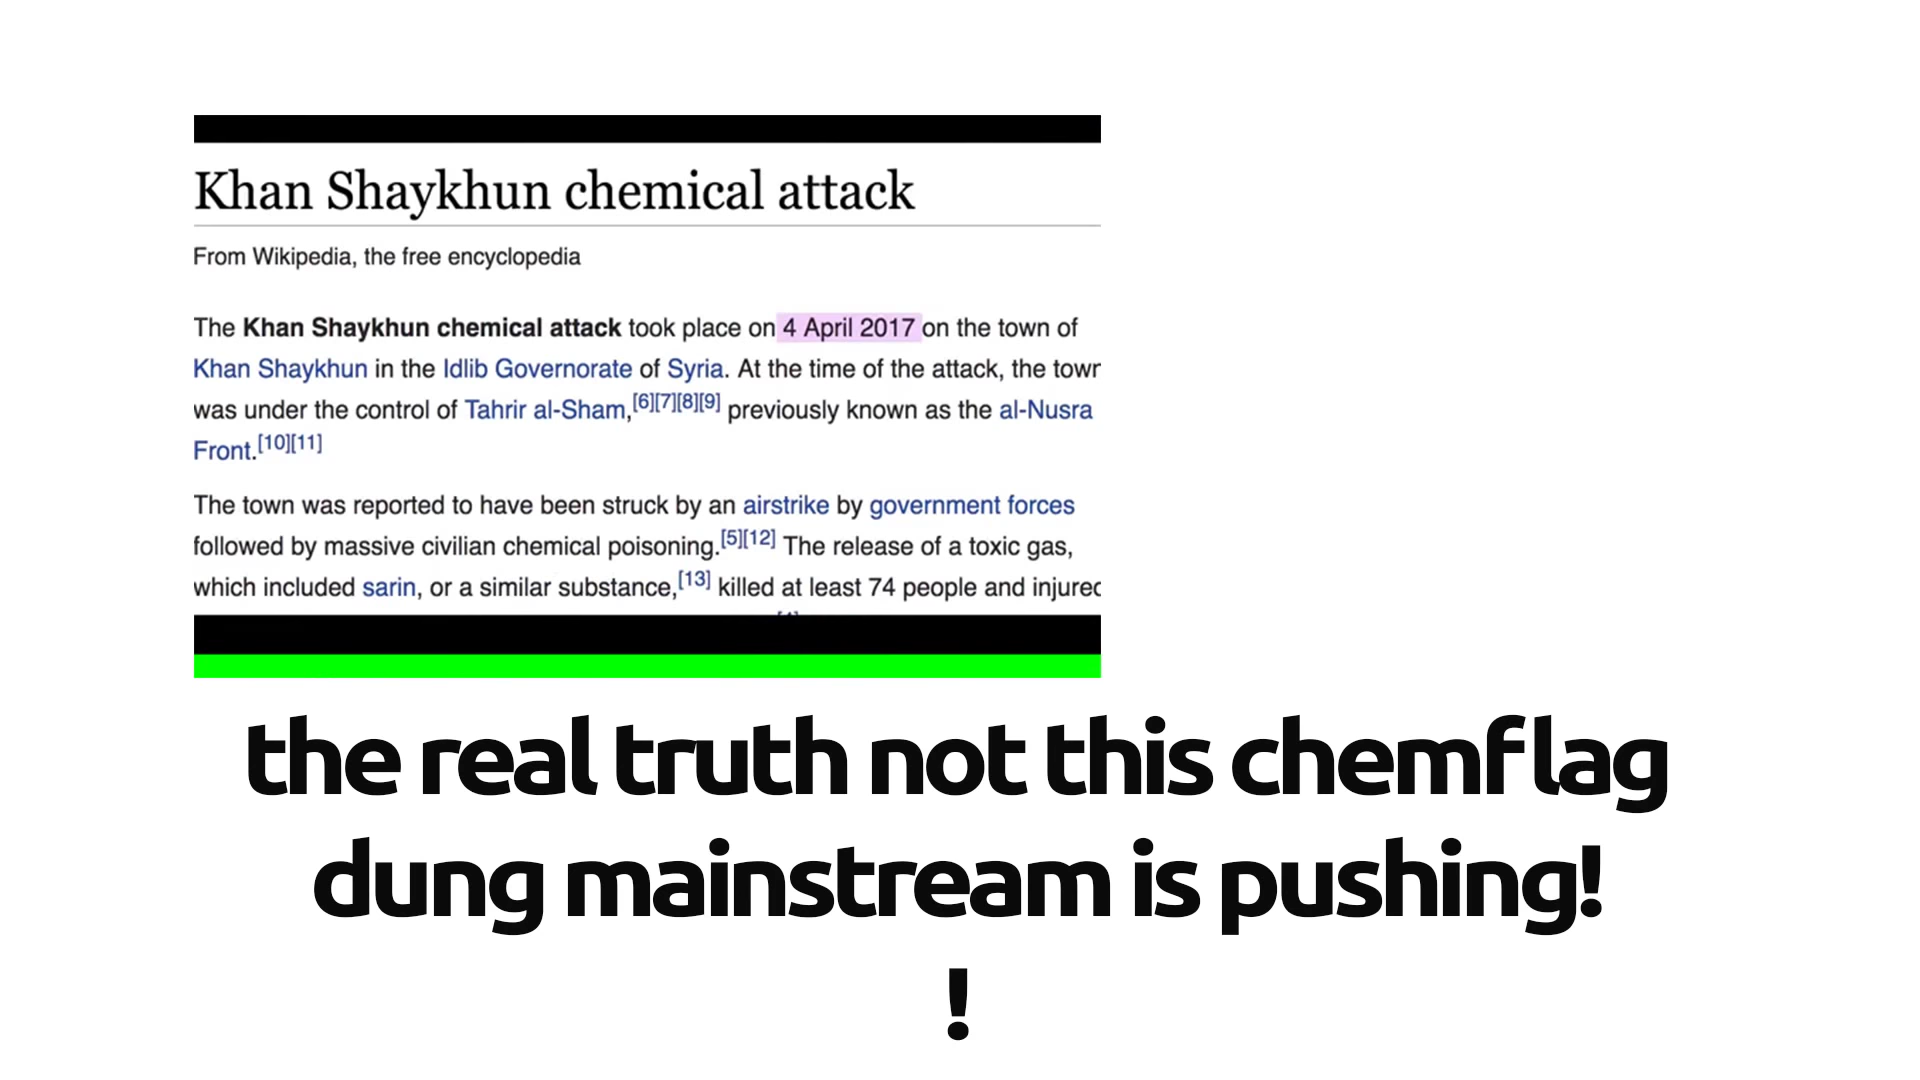 Khan Shaykhun chemical attack
From Wikipedia, the free encyclopedia
The Khan Shaykhun chemical attack took place on 4 April 2017 on the town of
Khan Shaykhun in the Idlib Governorate of Syria. At the time of the attack, the town
was under the control of Tahrir al-Sham,[6][7][8][9] previously known as the al-Nusra
Front.[10][11]
The town was reported to have been struck by an airstrike by government forces
followed by massive civilian chemical poisoning.[5][12] The release of a toxic gas,
which included sarin, or a similar substance,[13] killed at least 74 people and injured
the real truth not this chemflag
dung mainstream is pushing!
!